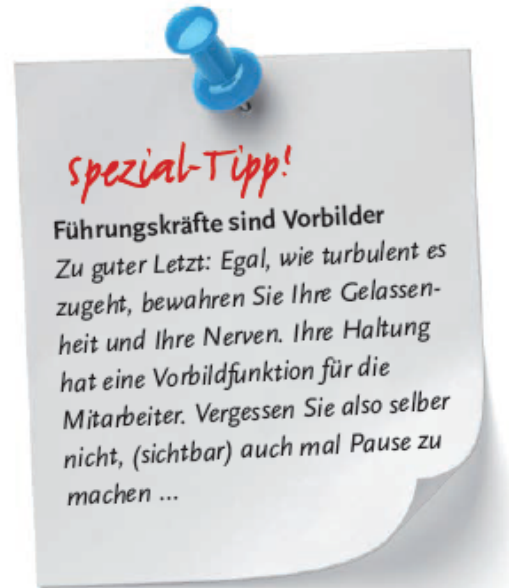 Spezial-Tipp!
Führungskräfte sind Vorbilder
Zu guter Letzt: Egal, wie turbulent es
zugeht, bewahren Sie Ihre Gelassen-
heit und Ihre Nerven. Ihre Haltung
hat eine Vorbildfunktion für die
Mitarbeiter. Vergessen Sie also selber
nicht, (sichtbar) auch mal Pause zu
machen ...